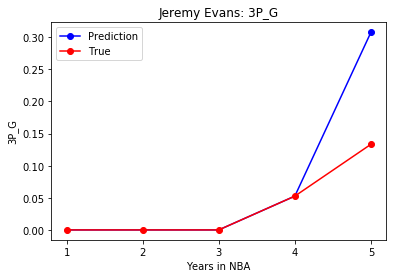 Jeremy Evans: 3P_G
Prediction
True
0.30
0.25
0.20
0.15
0.10
0.05
0.00
3P_G
1 2 3 4 5
Years in NBA